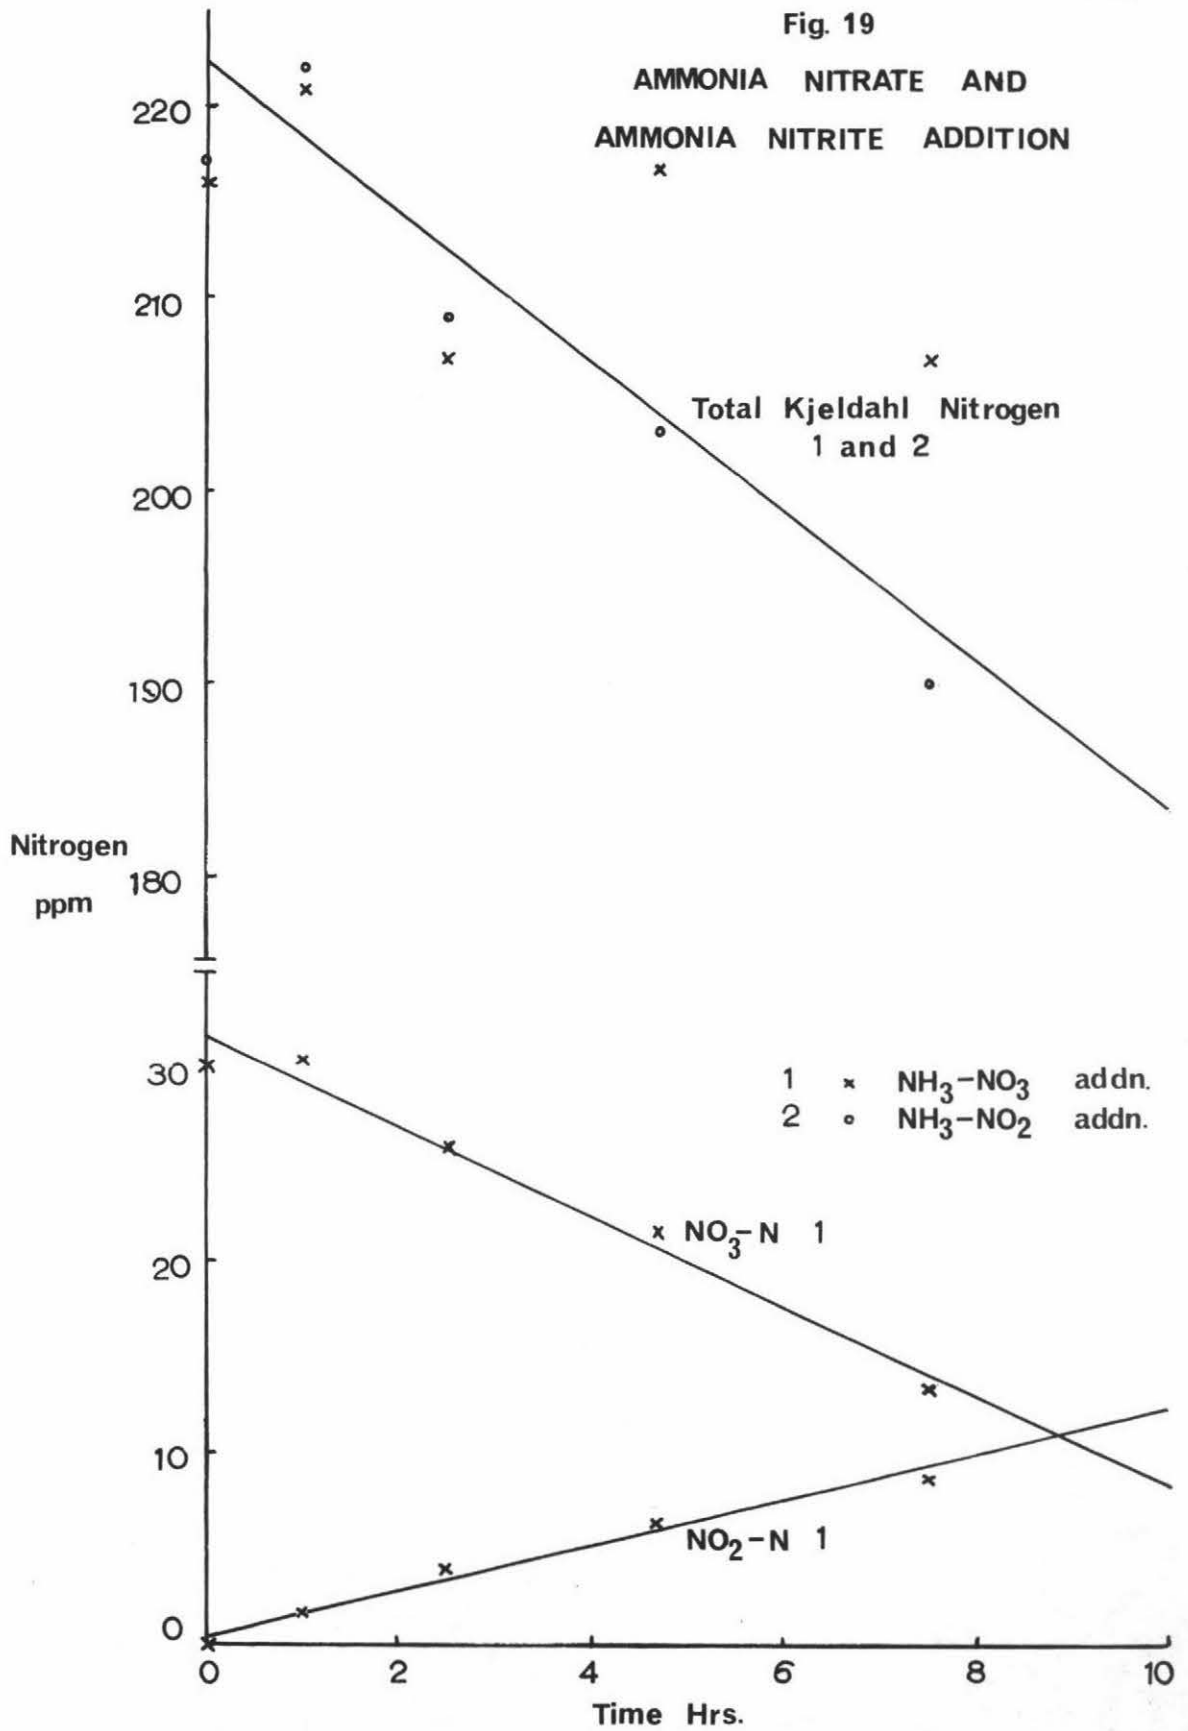 Fig. 19
AMMONIA NITRATE AND
AMMONIA NITRITE ADDITION
220
210
Total Kjeldahl Nitrogen
1 and 2
200
190
Nitrogen
ppm
180
30
1 x NH3-NO3 addn.
2 o NH3-NO2 addn.
NO3-N 1
20
10
NO2-N 1
0
0 2 4 6 8 10
Time Hrs.